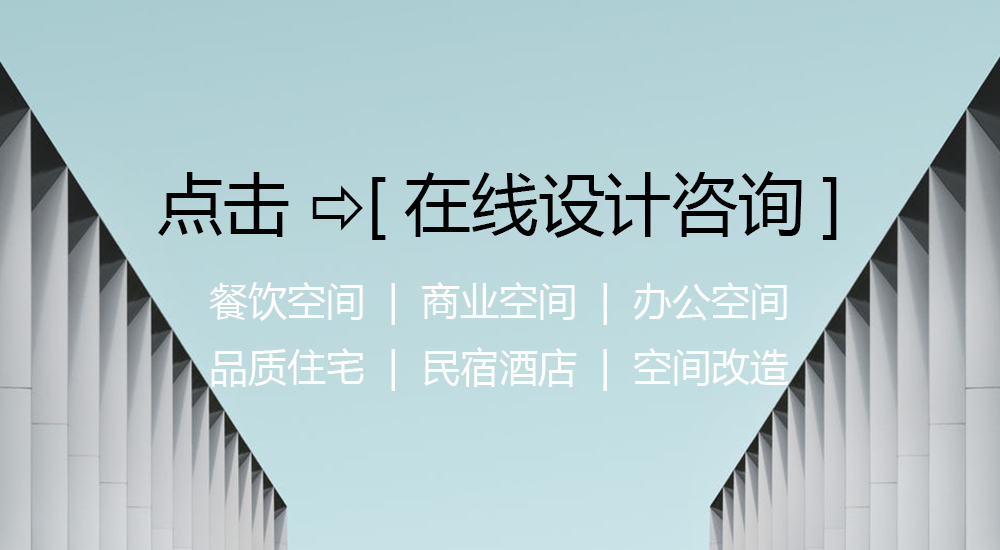 点击 ⇨[ 在线设计咨询 ]
餐饮空间 | 商业空间 | 办公空间
品质住宅 | 民宿酒店 | 空间改造